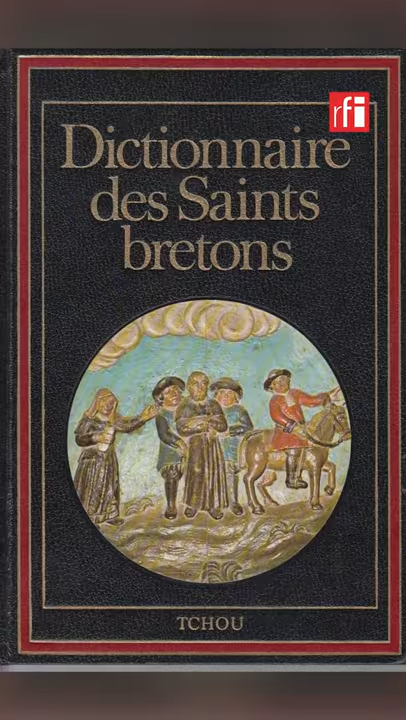 rfi
Dictionnaire
des Saints
bretons
TCHOU